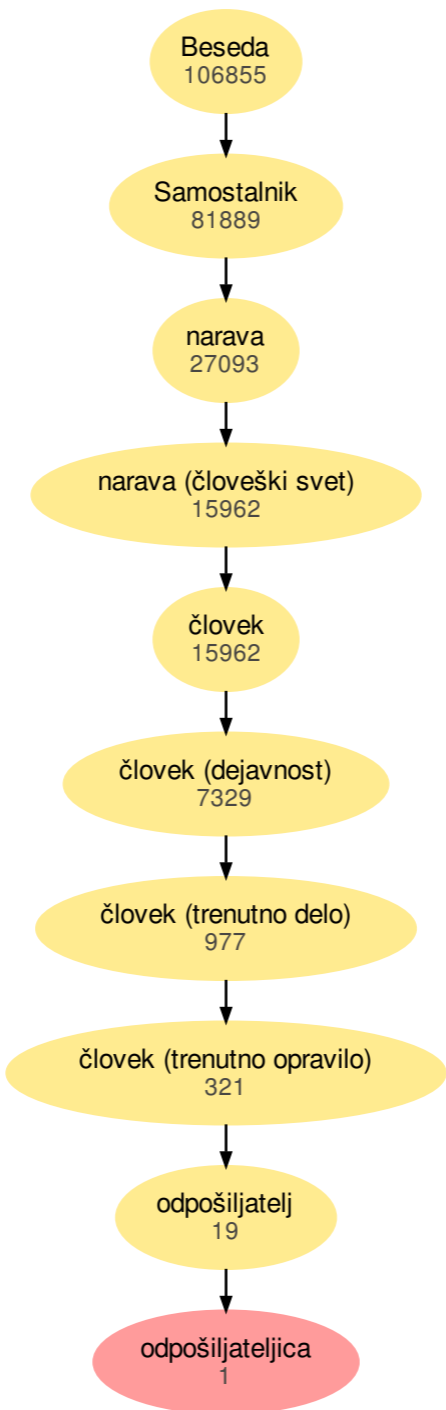 Beseda
106855
Samostalnik
81889
narava
27093
narava (človeški svet)
15962
človek
15962
človek (dejavnost)
7329
človek (trenutno delo)
977
človek (trenutno opravilo)
321
odpošiljatelj
19
odpošiljateljica
1